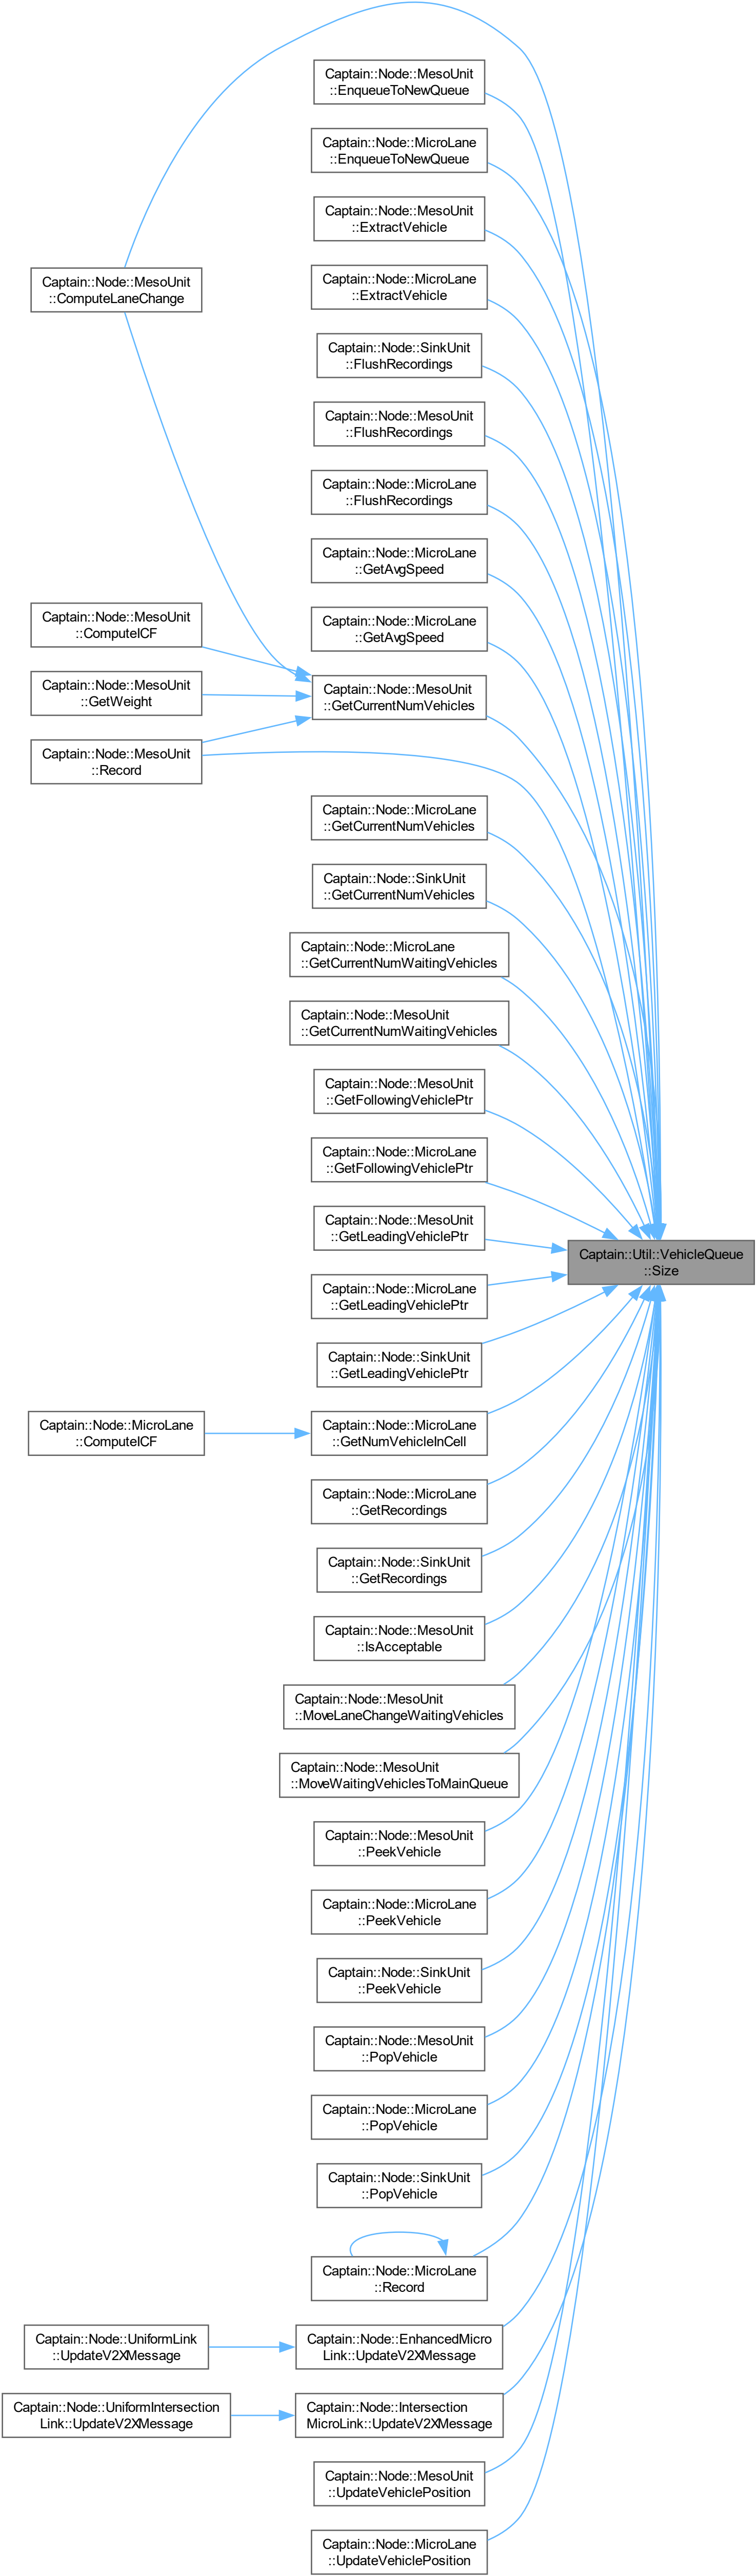 Captain::Node::MesoUnit
::EnqueueToNewQueue
Captain::Node::MicroLane
::EnqueueToNewQueue
Captain::Node::MesoUnit
::ExtractVehicle
Captain::Node::MesoUnit
::ComputeLaneChange
Captain::Node::MicroLane
::ExtractVehicle
Captain::Node::SinkUnit
::FlushRecordings
Captain::Node::MesoUnit
::FlushRecordings
Captain::Node::MicroLane
::FlushRecordings
Captain::Node::MicroLane
::GetAvgSpeed
Captain::Node::MesoUnit
::ComputeICF
Captain::Node::MicroLane
::GetAvgSpeed
Captain::Node::MesoUnit
::GetWeight
Captain::Node::MesoUnit
::GetCurrentNumVehicles
Captain::Node::MesoUnit
::Record
Captain::Node::MicroLane
::GetCurrentNumVehicles
Captain::Node::SinkUnit
::GetCurrentNumVehicles
Captain::Node::MicroLane
::GetCurrentNumWaitingVehicles
Captain::Node::MesoUnit
::GetCurrentNumWaitingVehicles
Captain::Node::MesoUnit
::GetFollowingVehiclePtr
Captain::Node::MicroLane
::GetFollowingVehiclePtr
Captain::Node::MesoUnit
::GetLeadingVehiclePtr
Captain::Util::VehicleQueue
::Size
Captain::Node::MicroLane
::GetLeadingVehiclePtr
Captain::Node::SinkUnit
::GetLeadingVehiclePtr
Captain::Node::MicroLane
::ComputeICF
Captain::Node::MicroLane
::GetNumVehicleInCell
Captain::Node::MicroLane
::GetRecordings
Captain::Node::SinkUnit
::GetRecordings
Captain::Node::MesoUnit
::IsAcceptable
Captain::Node::MesoUnit
::MoveLaneChangeWaitingVehicles
Captain::Node::MesoUnit
::MoveWaitingVehiclesToMainQueue
Captain::Node::MesoUnit
::PeekVehicle
Captain::Node::MicroLane
::PeekVehicle
Captain::Node::SinkUnit
::PeekVehicle
Captain::Node::MesoUnit
::PopVehicle
Captain::Node::MicroLane
::PopVehicle
Captain::Node::SinkUnit
::PopVehicle
Captain::Node::MicroLane
::Record
Captain::Node::UniformLink
::UpdateV2XMessage
Captain::Node::EnhancedMicro
Link::UpdateV2XMessage
Captain::Node::UniformIntersection
Link::UpdateV2XMessage
Captain::Node::Intersection
MicroLink::UpdateV2XMessage
Captain::Node::MesoUnit
::UpdateVehiclePosition
Captain::Node::MicroLane
::UpdateVehiclePosition